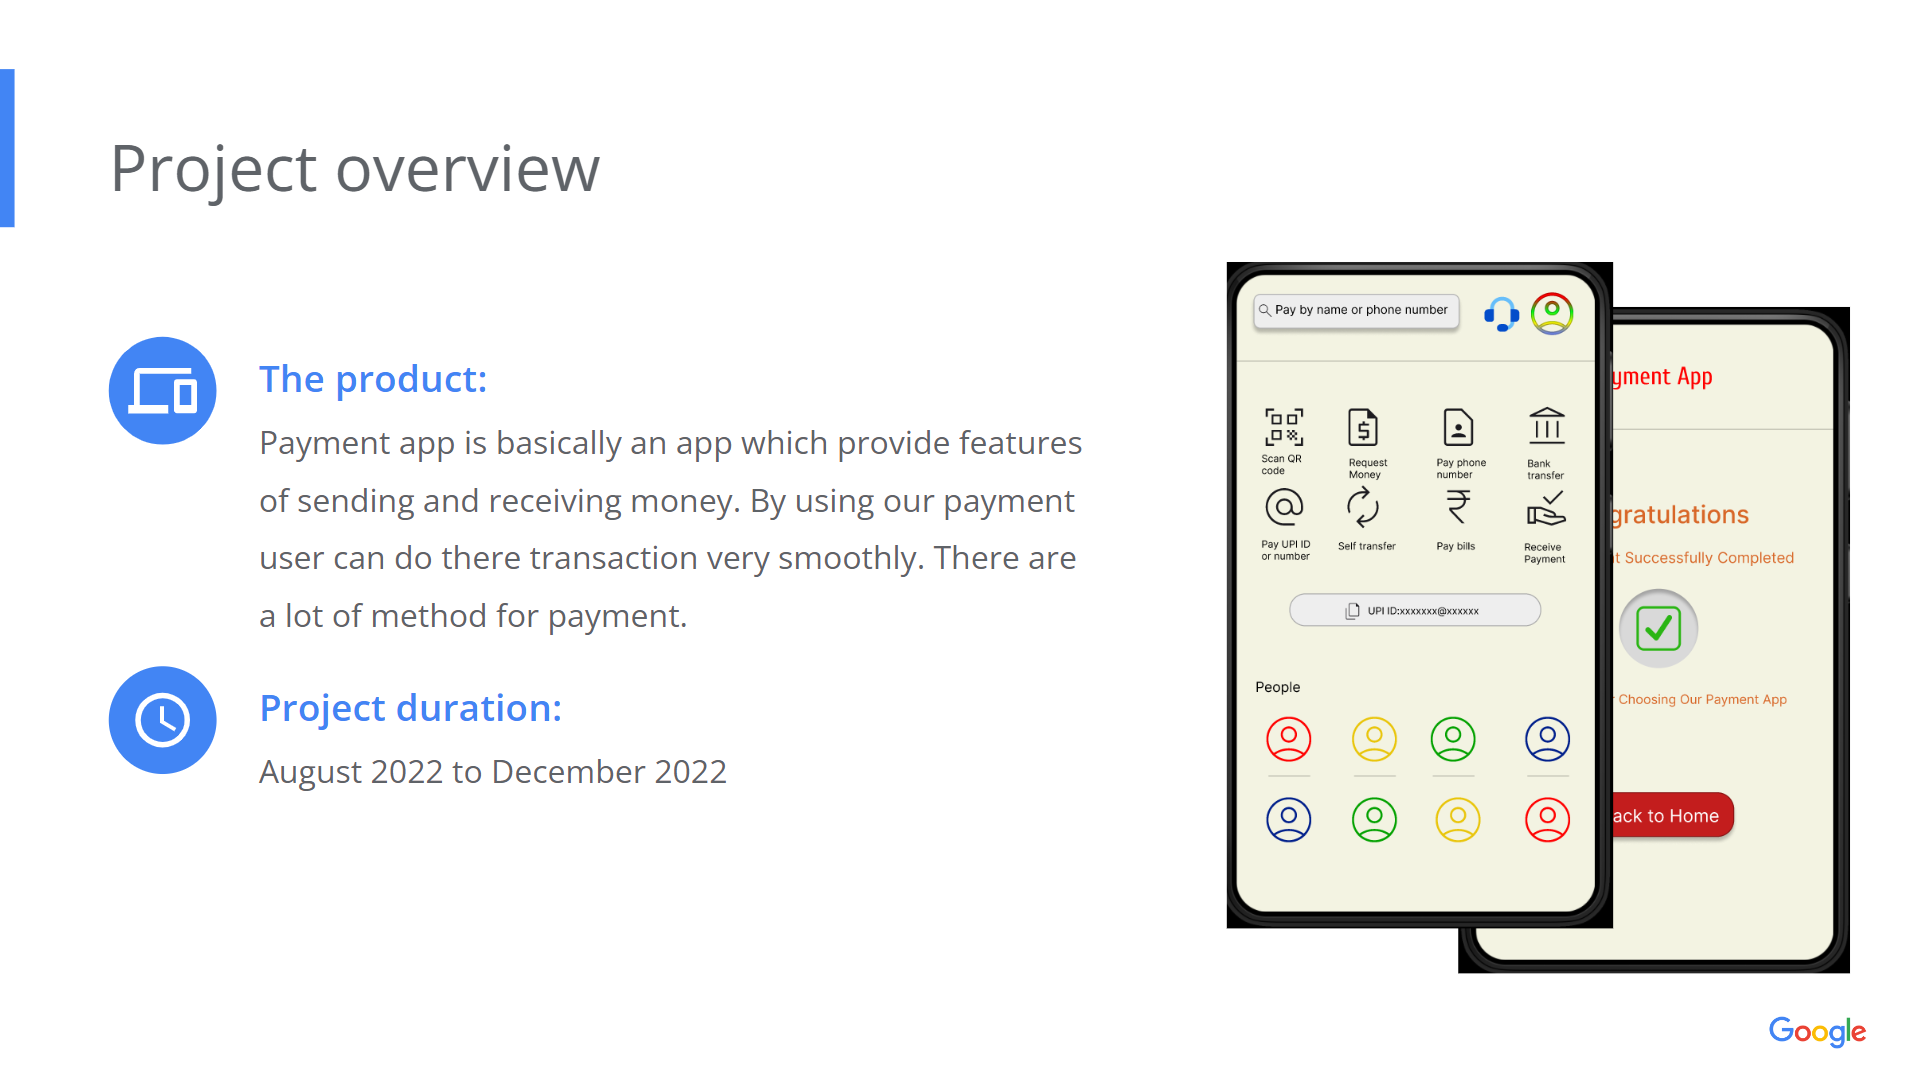 Project overview
The product:
Payment app is basically an app which provide features
of sending and receiving money. By using our payment
user can do there transaction very smoothly. There are
a lot of method for payment.
Project duration:
August 2022 to December 2022
Pay by name or phone number
Scan QR
code
Request
Money
Pay phone
number
Bank
transfer
Pay UPI ID
or number
Self transfer
Pay bills
Receive
Payment
UPI ID:xxxxxxx@xxxxxx
People
yment App
gratulations
t Successfully Completed
r Choosing Our Payment App
ack to Home
Google